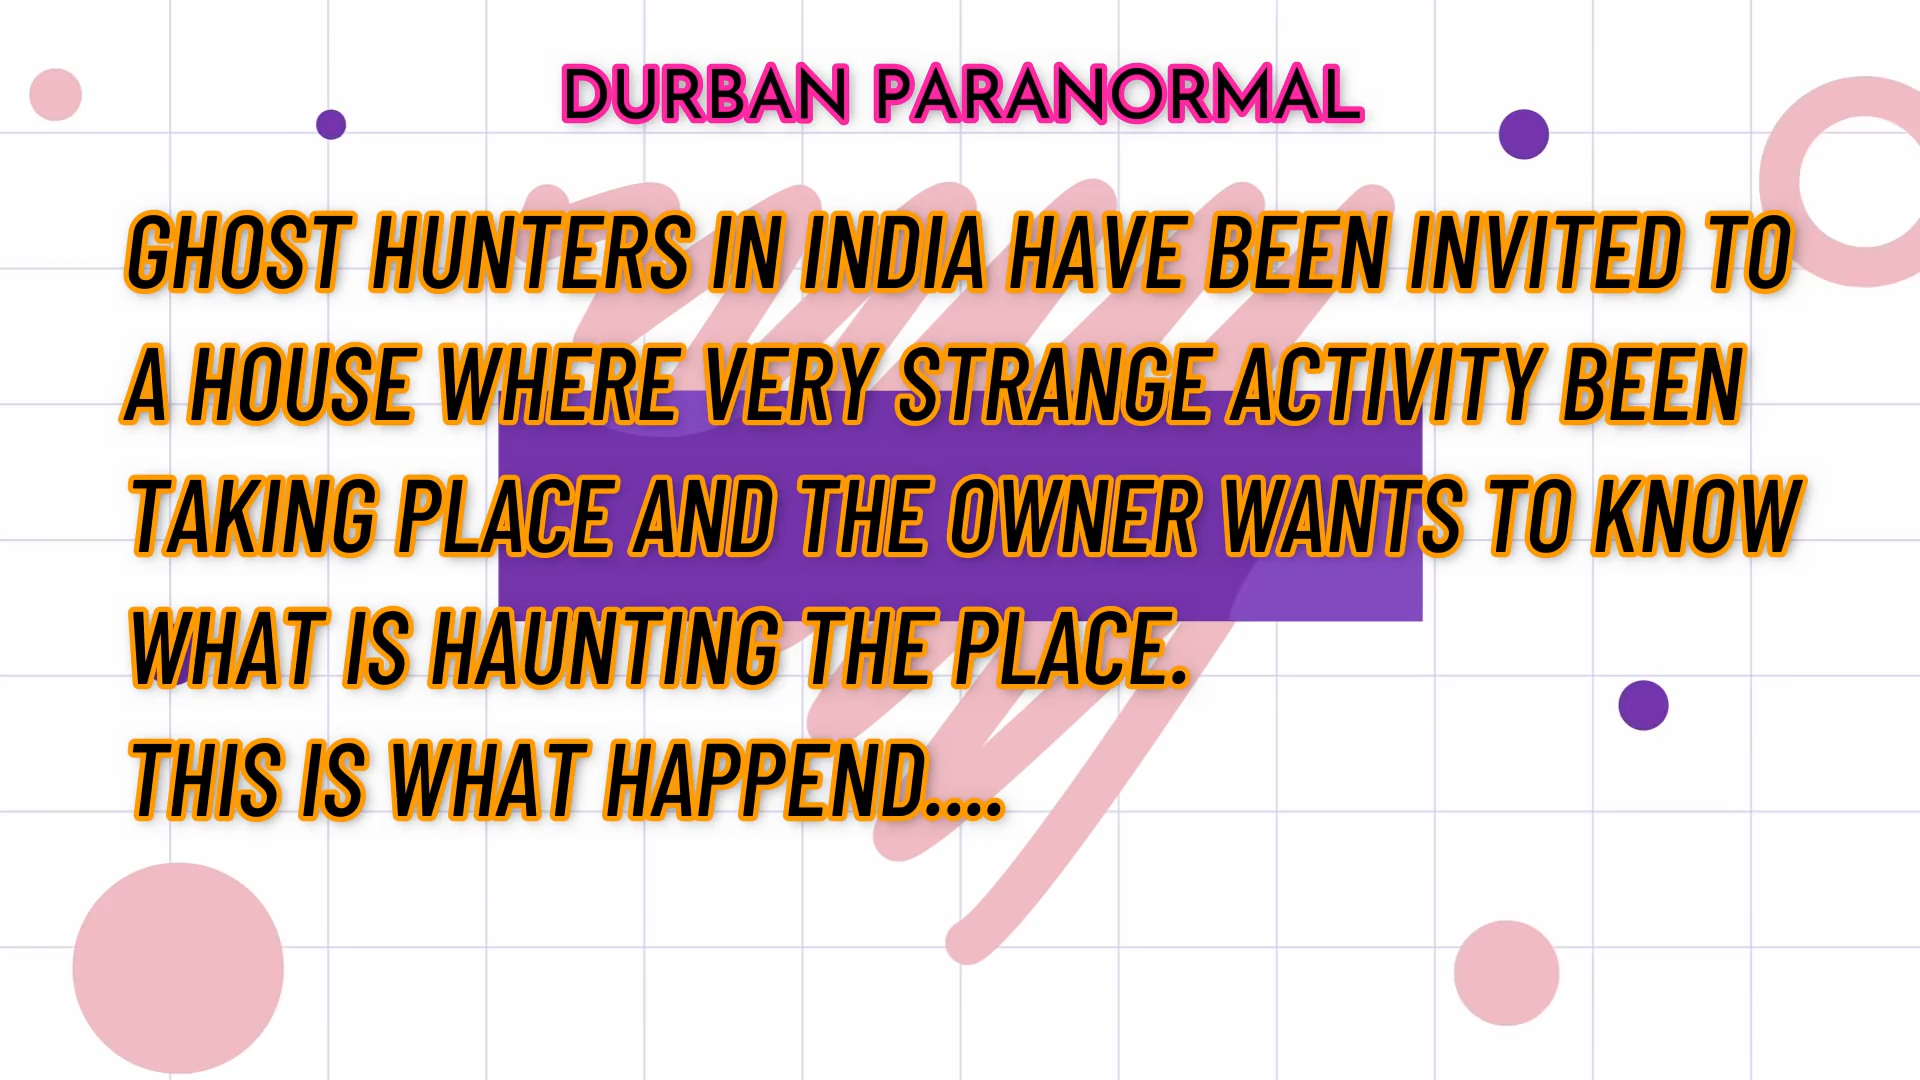 DURBAN PARANORMAL
GHOST HUNTERS IN INDIA HAVE BEEN INVITED TO
A HOUSE WHERE VERY STRANGE ACTIVITY BEEN
TAKING PLACE AND THE OWNER WANTS TO KNOW
WHAT IS HAUNTING THE PLACE.
THIS IS WHAT HAPPEND....